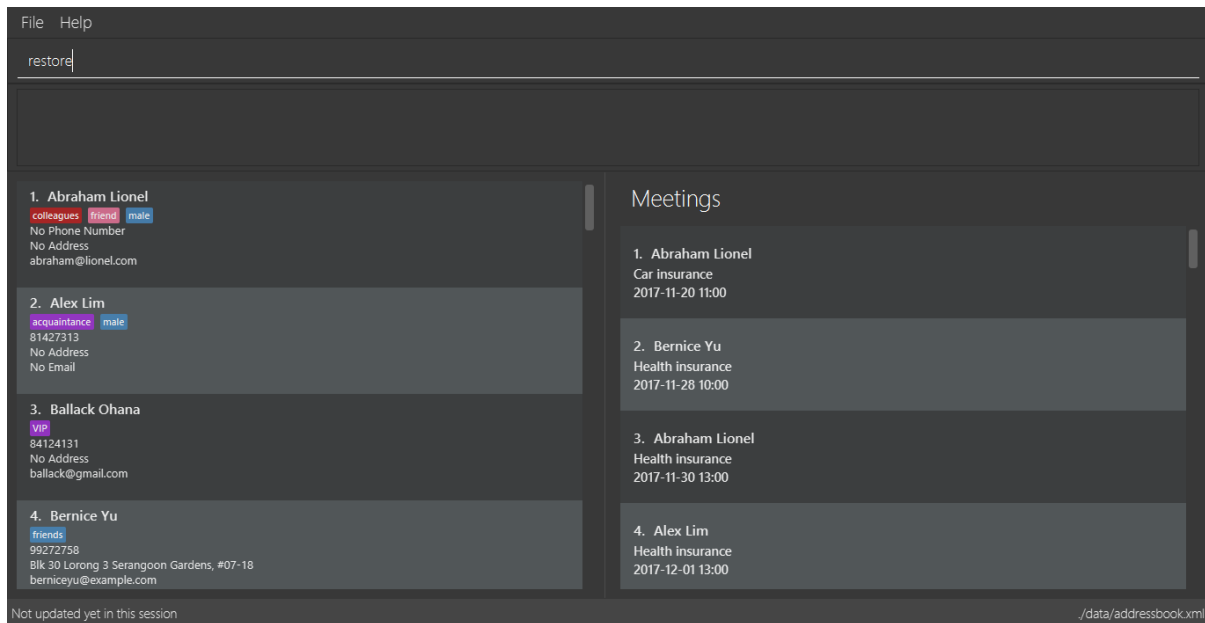 File Help
restore
1. Abraham Lionel
colleagues friend male
No Phone Number
No Address
abraham@lionel.com
2. Alex Lim
acquaintance male
81427313
No Address
No Email
3. Ballack Ohana
VIP
84124131
No Address
ballack@gmail.com
4. Bernice Yu
friends
99272758
Blk 30 Lorong 3 Serangoon Gardens, #07-18
berniceyu@example.com
Meetings
1. Abraham Lionel
Car insurance
2017-11-20 11:00
2. Bernice Yu
Health insurance
2017-11-28 10:00
3. Abraham Lionel
Health insurance
2017-11-30 13:00
4. Alex Lim
Health insurance
2017-12-01 13:00
Not updated yet in this session
./data/addressbook.xml